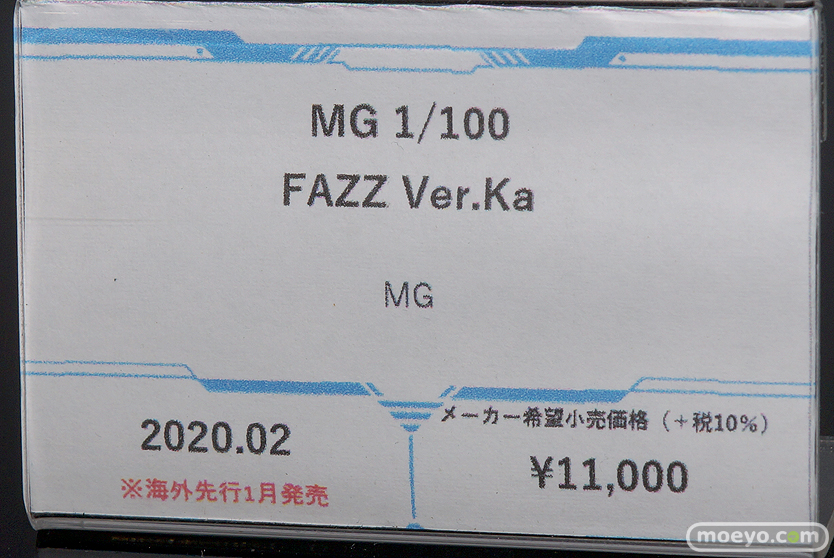 MG 1/100
FAZZ Ver.Ka
MG
2020.02
※海外先行1月発売
メーカー希望小売価格（＋税10%）
¥11,000
moeyo.com